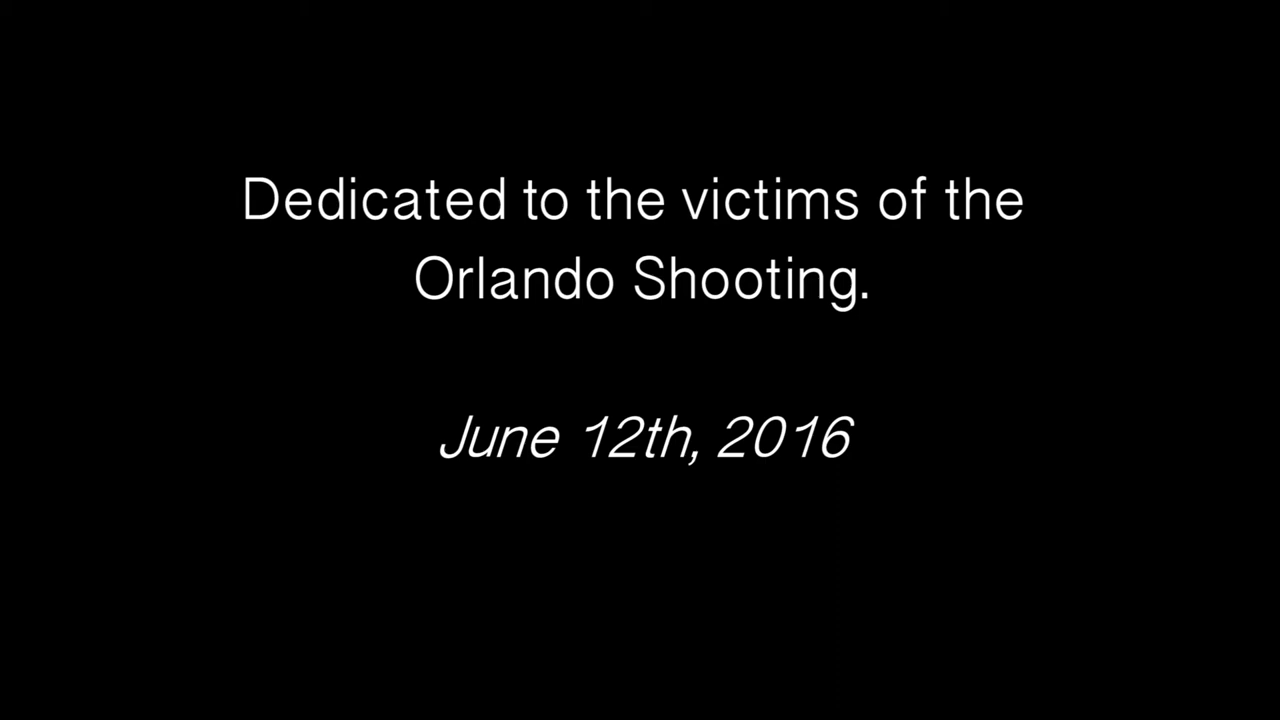 Dedicated to the victims of the
Orlando Shooting.
June 12th, 2016